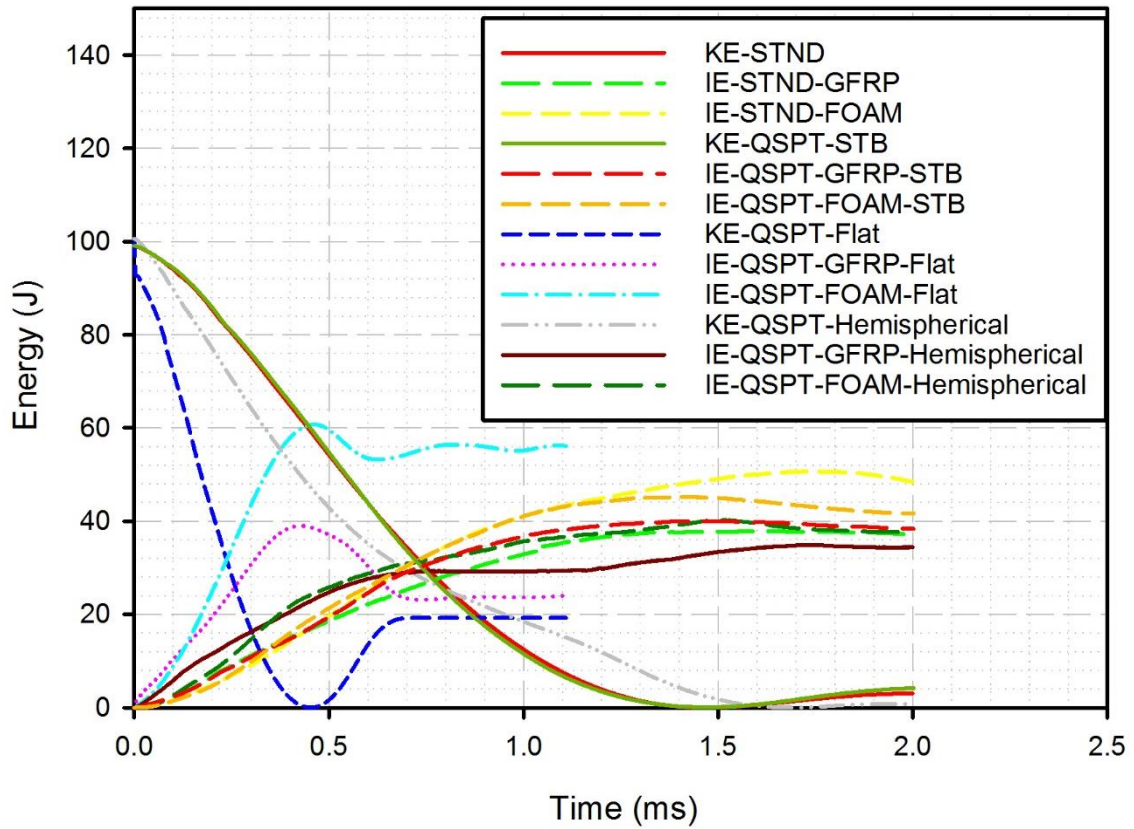 140
120
100
80
60
40
20
0
Energy (J)
KE-STND
IE-STND-GFRP
IE-STND-FOAM
KE-QSPT-STB
IE-QSPT-GFRP-STB
IE-QSPT-FOAM-STB
KE-QSPT-Flat
IE-QSPT-GFRP-Flat
IE-QSPT-FOAM-Flat
KE-QSPT-Hemispherical
IE-QSPT-GFRP-Hemispherical
IE-QSPT-FOAM-Hemispherical
0.0 0.5 1.0 1.5 2.0 2.5
Time (ms)